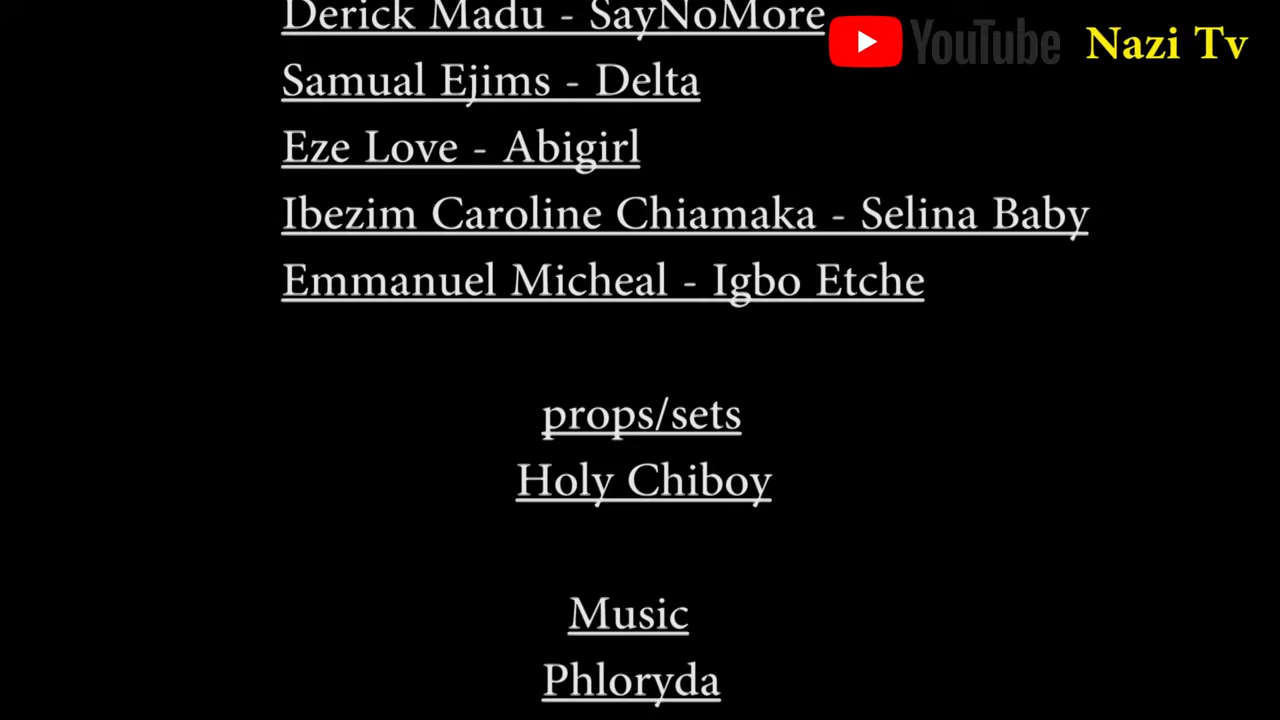 Derick Madu - SayNoMore
YouTube Nazi Tv
Samual Ejims - Delta
Eze Love - Abigirl
Ibezim Caroline Chiamaka - Selina Baby
Emmanuel Micheal - Igbo Etche
props/sets
Holy Chiboy
Music
Phloryda